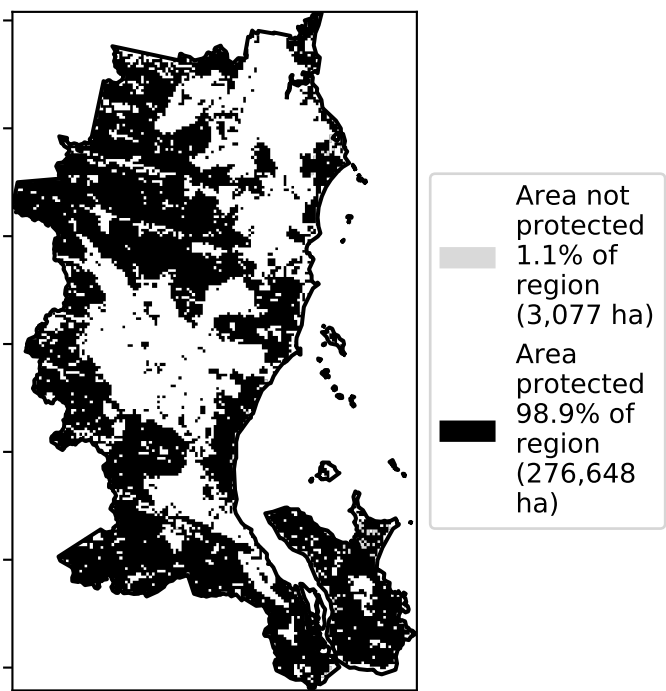 Area not
protected
1.1% of
region
(3,077 ha)
Area
protected
98.9% of
region
(276,648
ha)